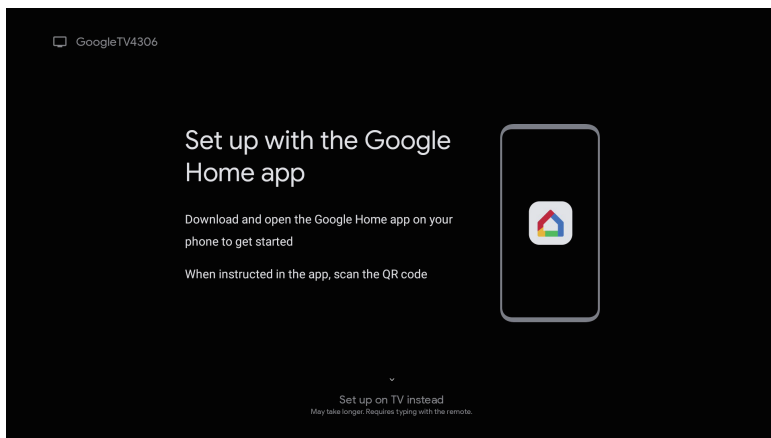 GoogleTV4306
Set up with the Google
Home app
Download and open the Google Home app on your
phone to get started
When instructed in the app, scan the QR code
Set up on TV instead
May take longer. Requires typing with the remote.